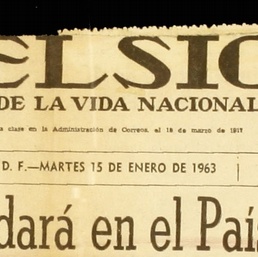 ELSIO
DE LA VIDA NACIONAL
clase en la Administración de Correos, el 18 de marzo de 1917
D. F.—MARTES 15 DE ENERO DE 1963
dará en el País